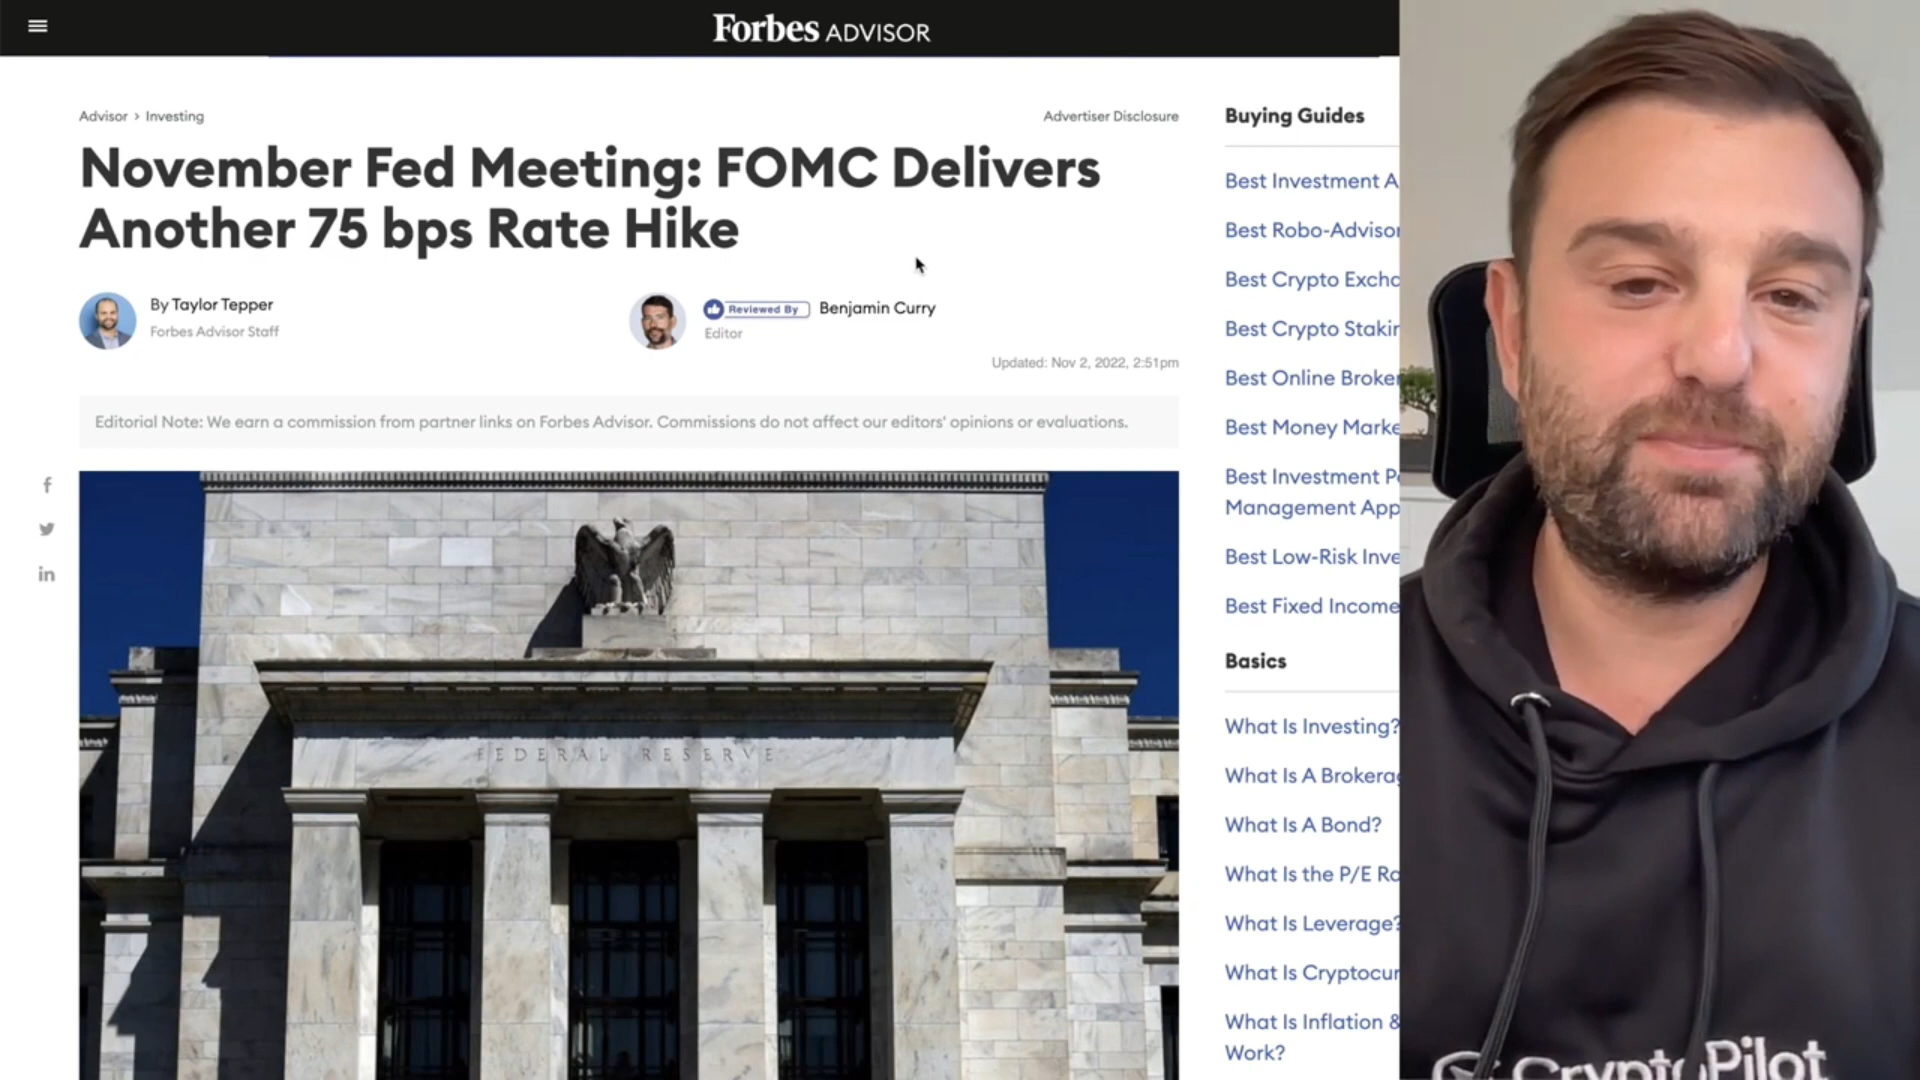 Forbes ADVISOR
Advisor > Investing
Advertiser Disclosure
November Fed Meeting: FOMC Delivers
Another 75 bps Rate Hike
By Taylor Tepper
Forbes Advisor Staff
Reviewed By
Benjamin Curry
Editor
Updated: Nov 2, 2022, 2:51pm
Editorial Note: We earn a commission from partner links on Forbes Advisor. Commissions do not affect our editors' opinions or evaluations.
f
in
FEDERAL RESERVE
Buying Guides
Best Investment A
Best Robo-Advisor
Best Crypto Excha
Best Crypto Stakin
Best Online Broker
Best Money Marke
Best Investment Po
Management App
Best Low-Risk Inve
Best Fixed Income
Basics
What Is Investing?
What Is A Brokerag
What Is A Bond?
What Is the P/E Ra
What Is Leverage?
What Is Cryptocur
What Is Inflation &
Work?
CryptoPilot